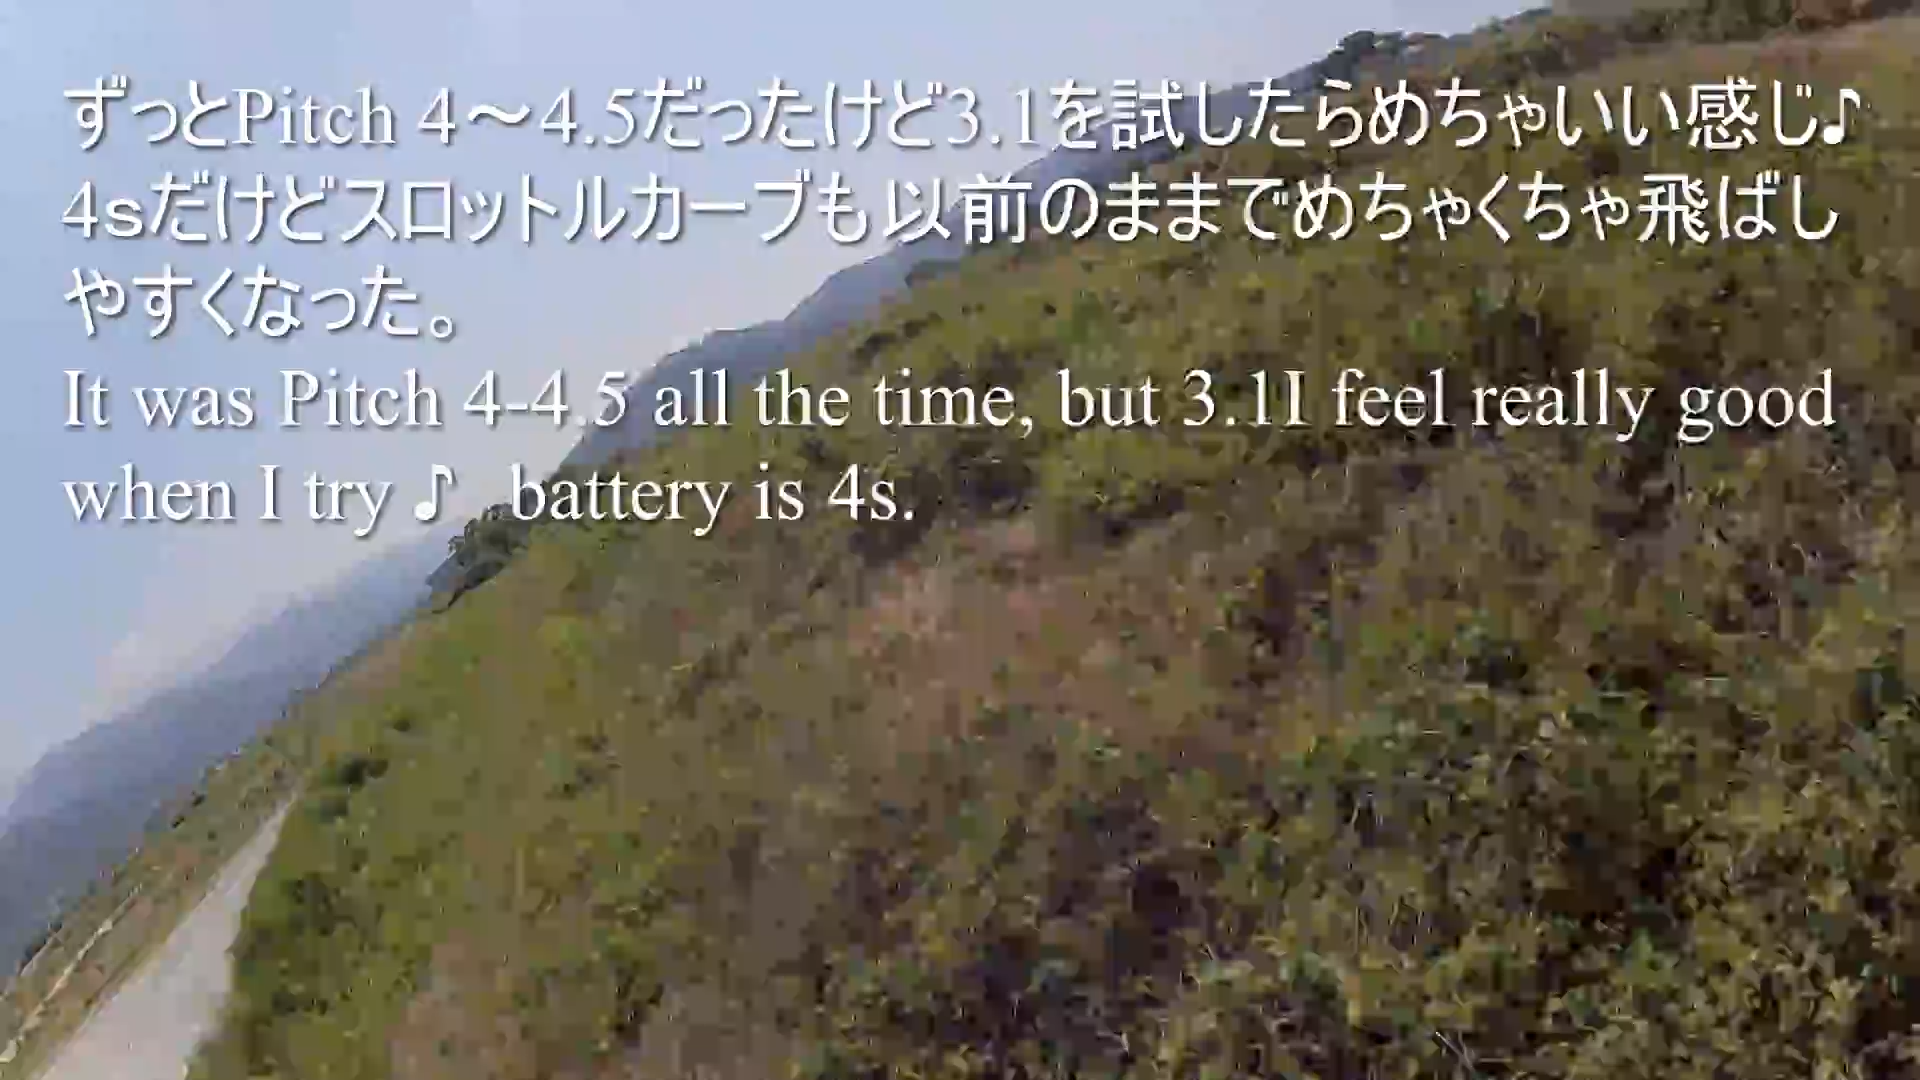 ずっとPitch 4～4.5だったけど3.1を試したらめちゃいい感じ♪
4sだけどスロットルカーブも以前のままでめちゃくちゃ飛ばし
やすくなった。
It was Pitch 4-4.5 all the time, but 3.1I feel really good
when I try ♪ battery is 4s.